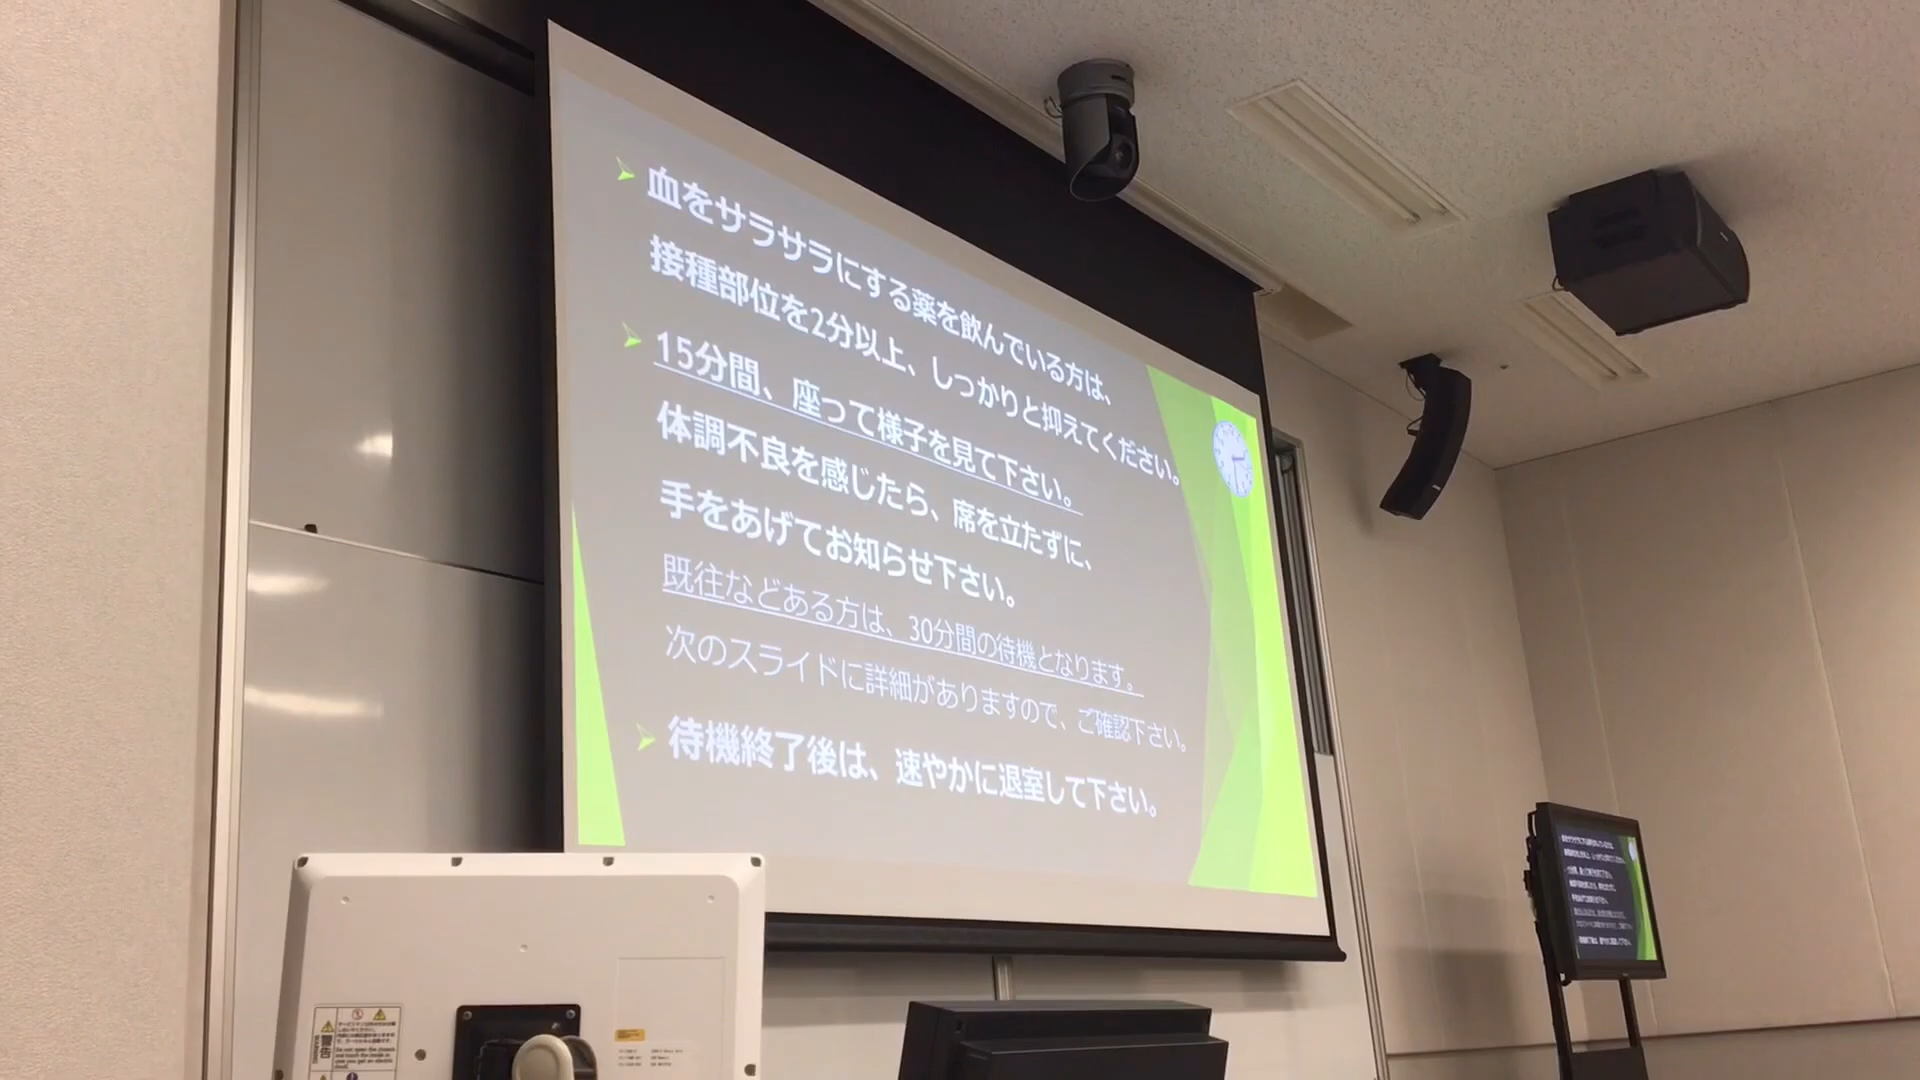 血をサラサラにする薬を飲んでいる方は、
接種部位を2分以上、しっかりと抑えてください。
15分間、座って様子を見て下さい。
体調不良を感じたら、席を立たずに、
手をあげてお知らせ下さい。
既往などある方は、30分間の待機となります。
次のスライドに詳細がありますので、ご確認下さい。
待機終了後は、速やかに退室して下さい。
警告